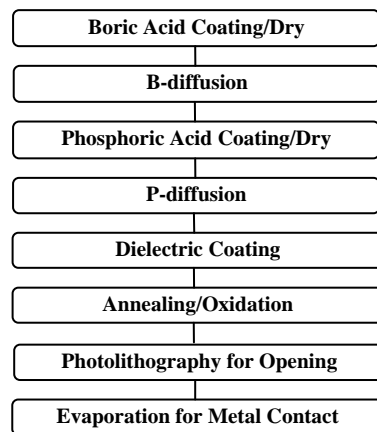 Boric Acid Coating/Dry
B-diffusion
Phosphoric Acid Coating/Dry
P-diffusion
Dielectric Coating
Annealing/Oxidation
Photolithography for Opening
Evaporation for Metal Contact